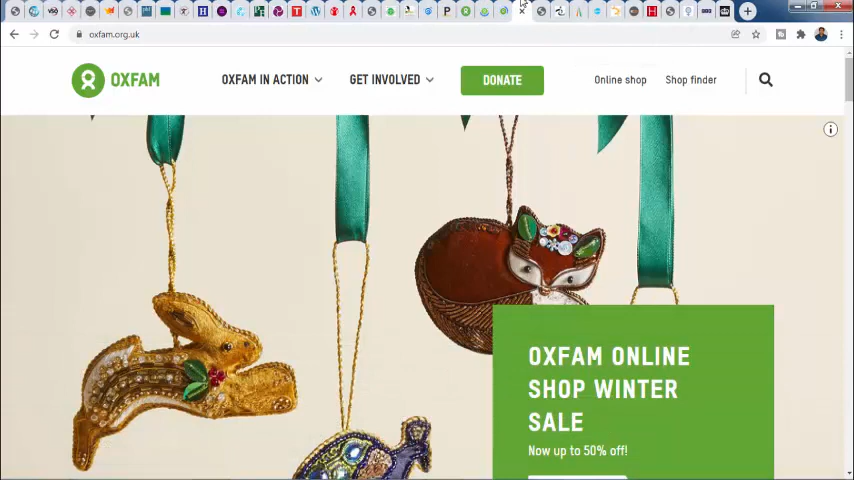 oxfam.org.uk
OXFAM
OXFAM IN ACTION
GET INVOLVED
DONATE
Online shop
Shop finder
OXFAM ONLINE
SHOP WINTER
SALE
Now up to 50% off!